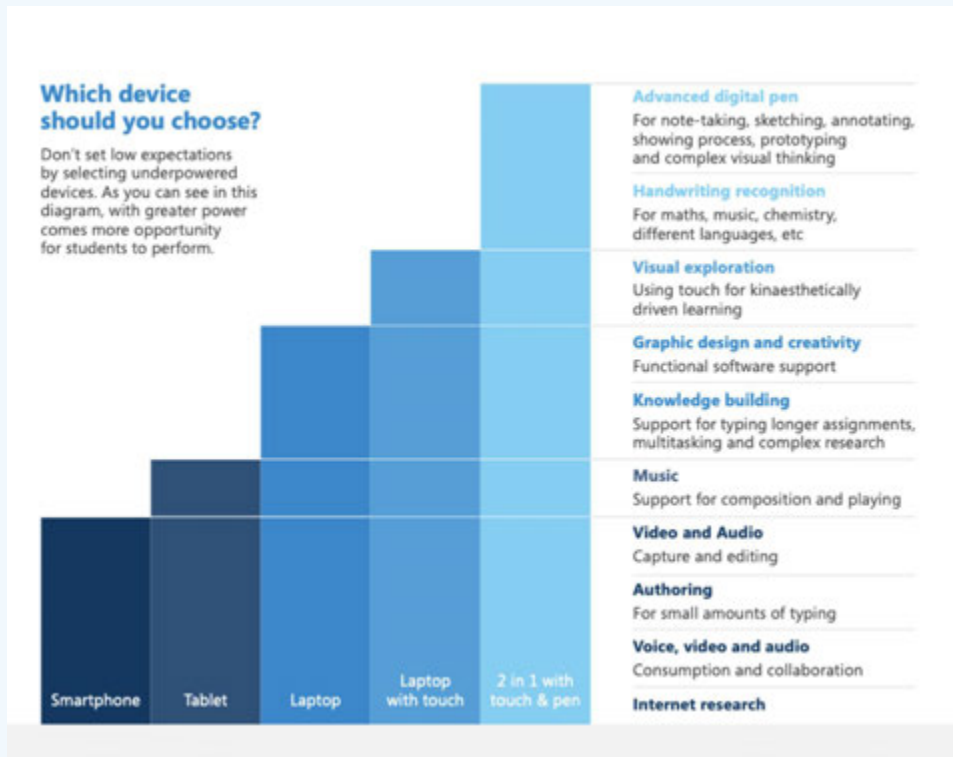 Which device
should you choose?
Don't set low expectations
by selecting underpowered
devices. As you can see in this
diagram, with greater power
comes more opportunity
for students to perform.
Advanced digital pen
For note-taking, sketching, annotating,
showing process, prototyping
and complex visual thinking
Handwriting recognition
For maths, music, chemistry,
different languages, etc
Visual exploration
Using touch for kinaesthetically
driven learning
Graphic design and creativity
Functional software support
Knowledge building
Support for typing longer assignments,
multitasking and complex research
Music
Support for composition and playing
Video and Audio
Capture and editing
Authoring
For small amounts of typing
Voice, video and audio
Consumption and collaboration
Internet research
Smartphone
Tablet
Laptop
Laptop
with touch
2 in 1 with
touch & pen